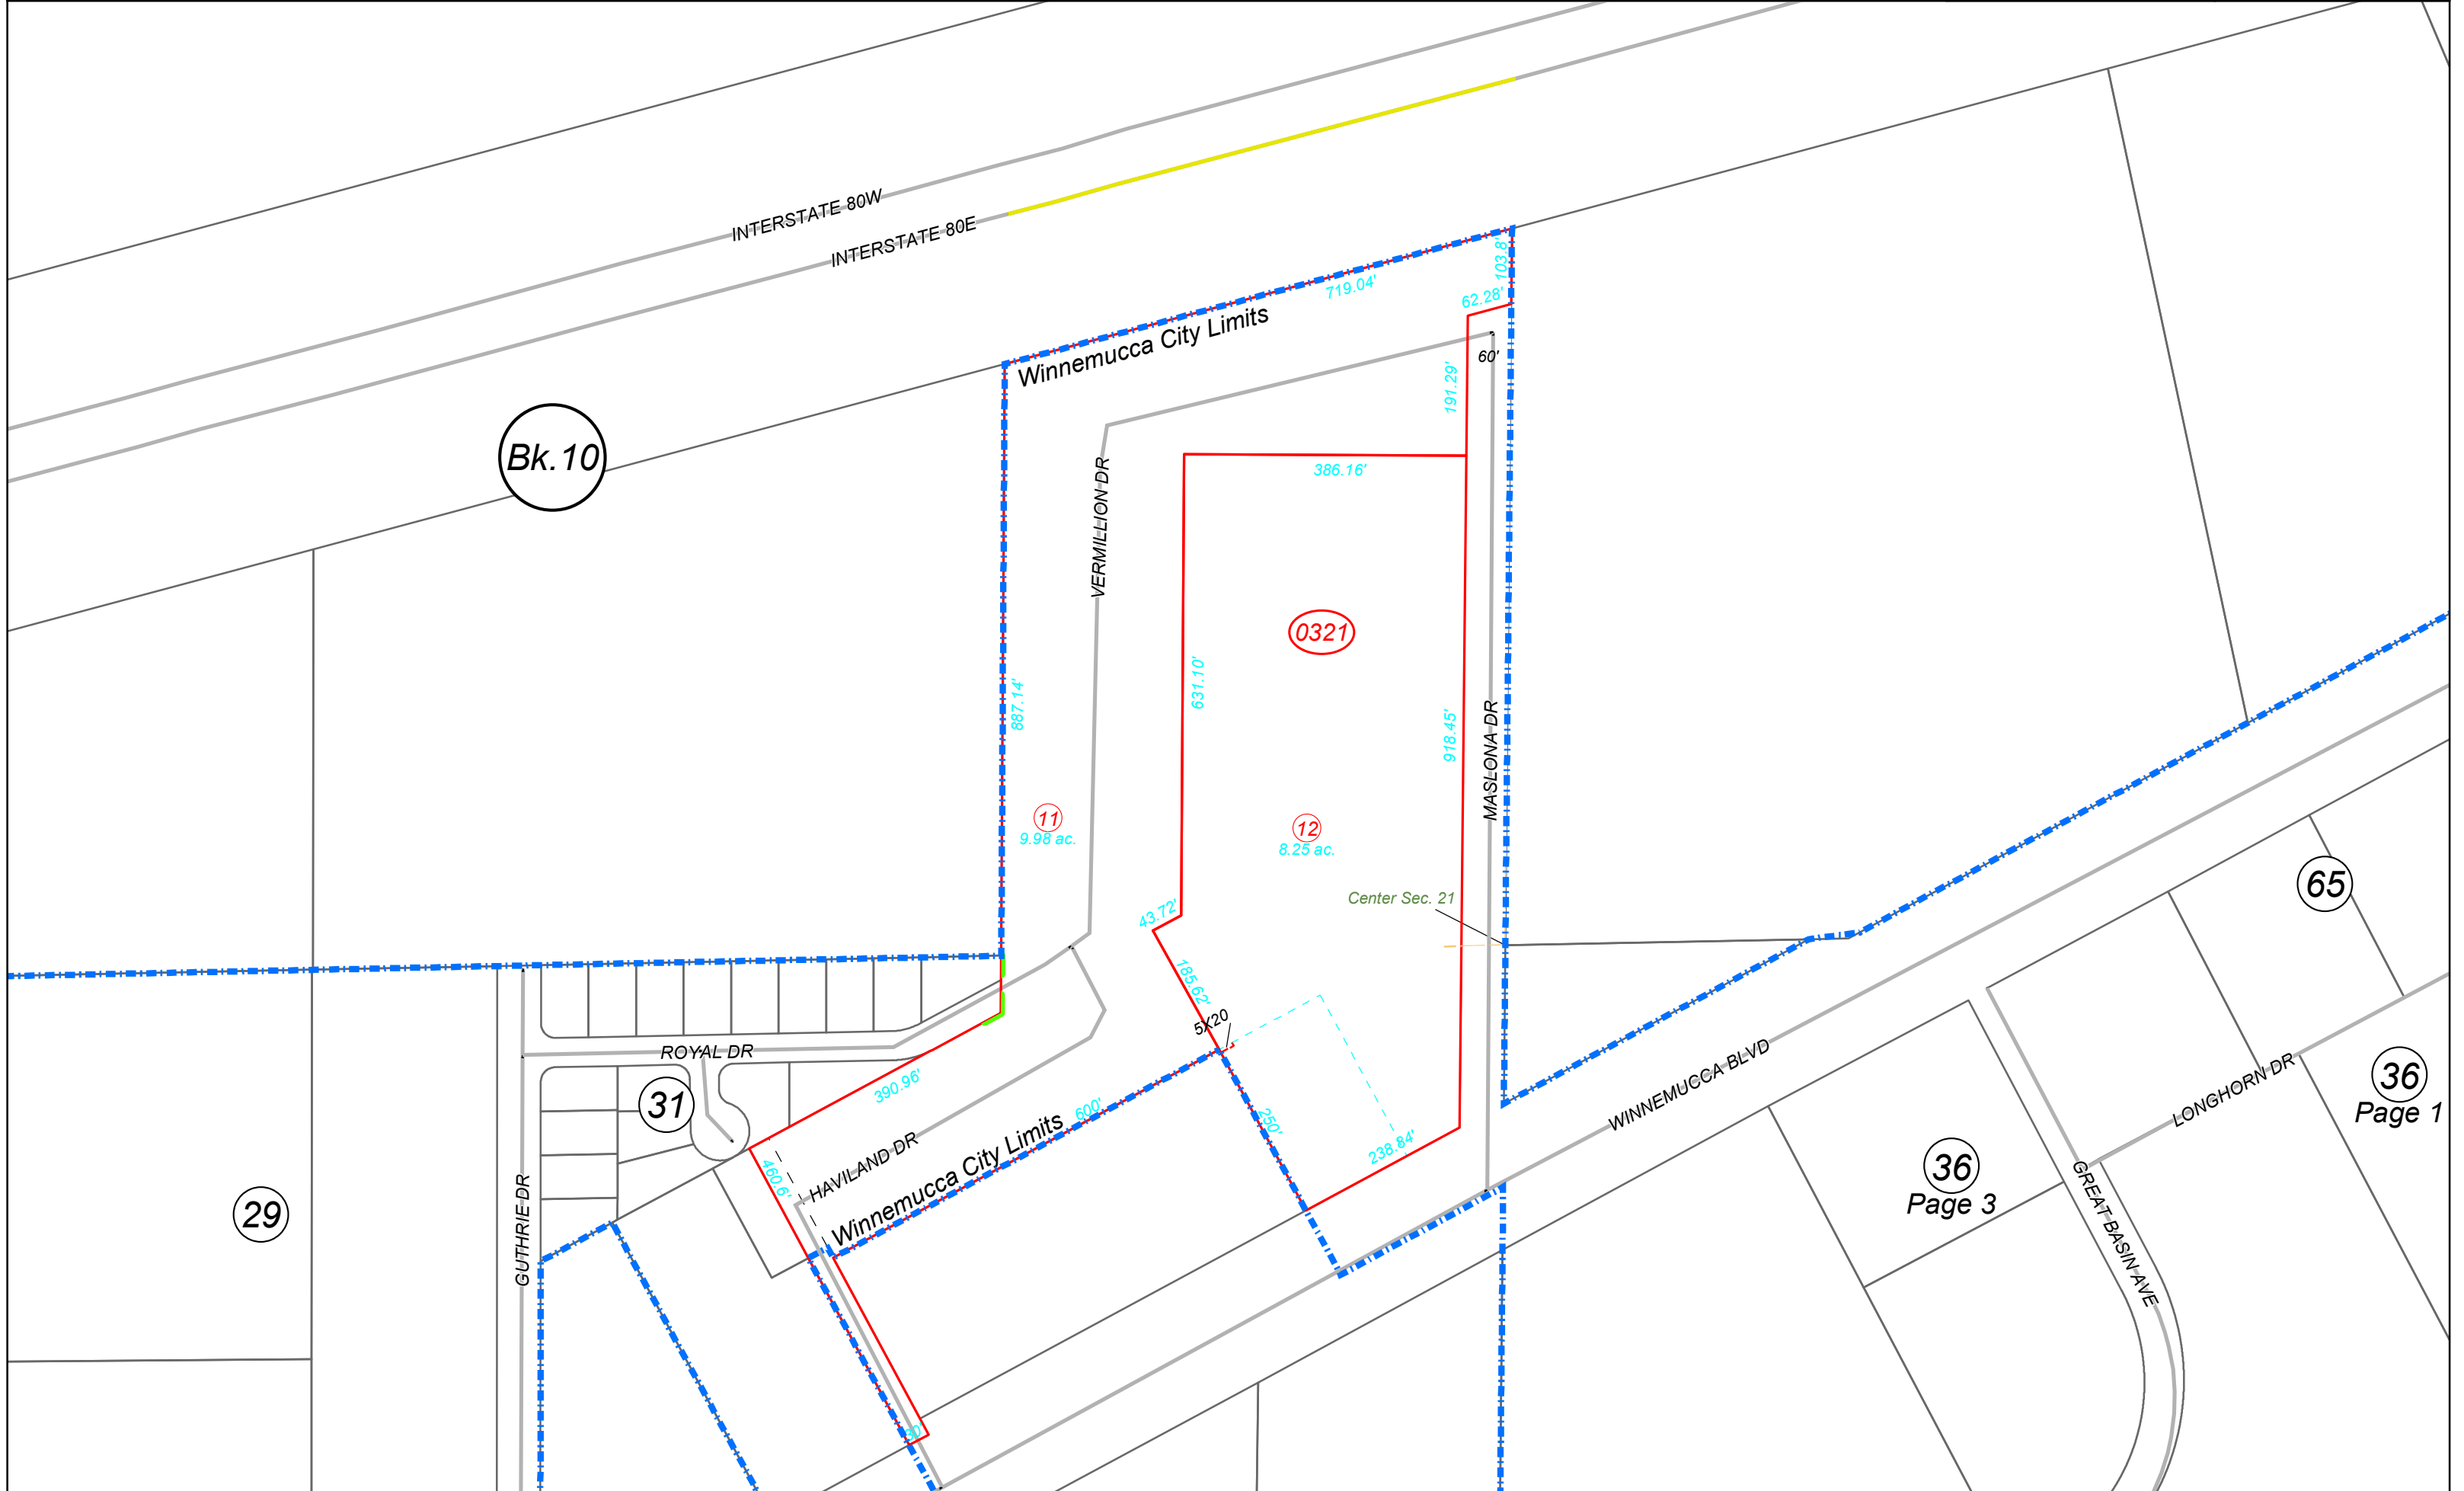 INTERSTATE 80W
INTERSTATE 80E
103.8'
719.04'
62.28'
Winnemucca City Limits
60'
191.29'
Bk.10
386.16'
VERMILLION DR
0321
631.10'
887.14'
918.45'
MASLONA DR
11
9.98 ac.
12
8.25 ac.
65
Center Sec. 21
43.72'
185.62'
5X20
ROYAL DR
31
390.96'
600'
250'
238.84'
WINNEMUCCA BLVD
LONGHORN DR
36
Page 1
36
Page 3
HAVILAND DR
Winnemucca City Limits
460.6'
29
GUTHRIE DR
GREAT BASIN AVE
30'